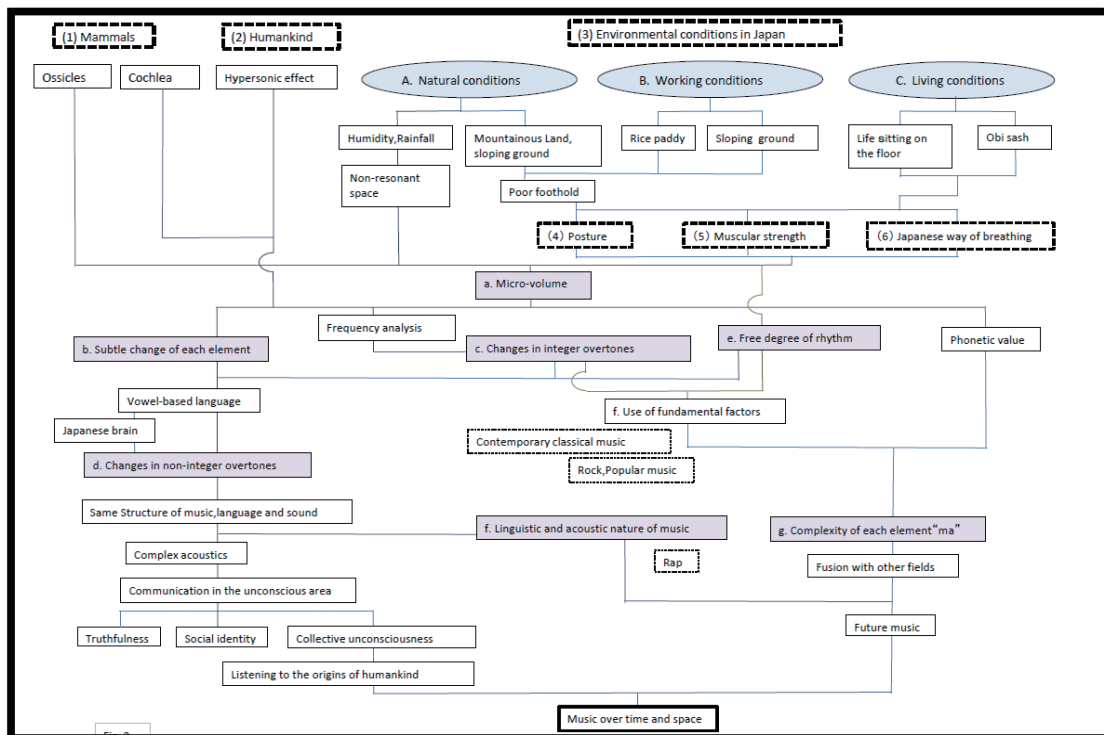 (1) Mammals
(2) Humankind
(3) Environmental conditions in Japan
Ossicles
Cochlea
Hypersonic effect
A. Natural conditions
B. Working conditions
C. Living conditions
Humidity,Rainfall
Mountainous Land,
sloping ground
Rice paddy
Sloping ground
Life sitting on
the floor
Obi sash
Non-resonant
space
Poor foothold
(4) Posture
(5) Muscular strength
(6) Japanese way of breathing
a. Micro-volume
Frequency analysis
b. Subtle change of each element
c. Changes in integer overtones
e. Free degree of rhythm
Phonetic value
Vowel-based language
f. Use of fundamental factors
Japanese brain
Contemporary classical music
d. Changes in non-integer overtones
Rock,Popular music
Same Structure of music,language and sound
f. Linguistic and acoustic nature of music
g. Complexity of each element“ma”
Complex acoustics
Rap
Fusion with other fields
Communication in the unconscious area
Truthfulness
Social identity
Collective unconsciousness
Future music
Listening to the origins of humankind
Music over time and space